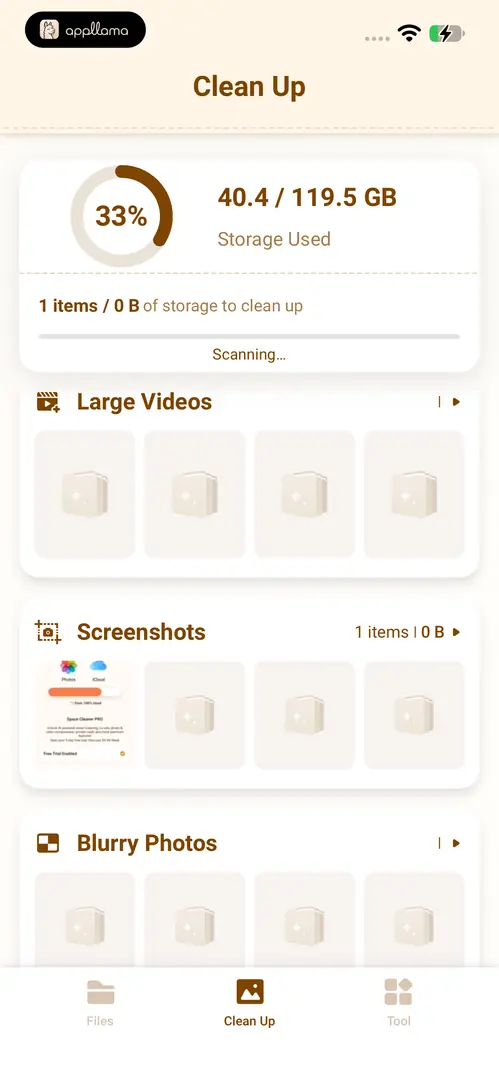 appllama
Clean Up
33%
40.4 / 119.5 GB
Storage Used
1 items / 0 B of storage to clean up
Scanning...
Large Videos
|
Screenshots
1 items | 0 B
Photos
iCloud
Space Cleaner PRO
Free Trial Enabled
Blurry Photos
|
Files
Clean Up
Tool